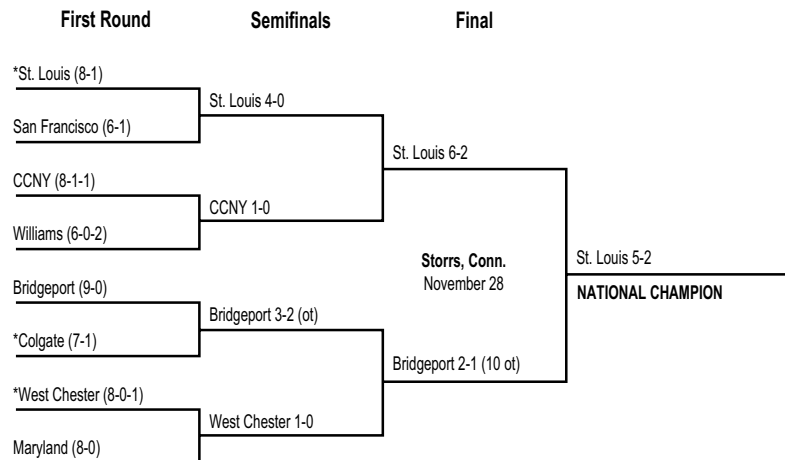 First Round
Semifinals
Final
*St. Louis (8-1)
St. Louis 4-0
San Francisco (6-1)
St. Louis 6-2
CCNY (8-1-1)
CCNY 1-0
Williams (6-0-2)
Storrs, Conn.
November 28
St. Louis 5-2
NATIONAL CHAMPION
Bridgeport (9-0)
Bridgeport 3-2 (ot)
*Colgate (7-1)
Bridgeport 2-1 (10 ot)
*West Chester (8-0-1)
West Chester 1-0
Maryland (8-0)